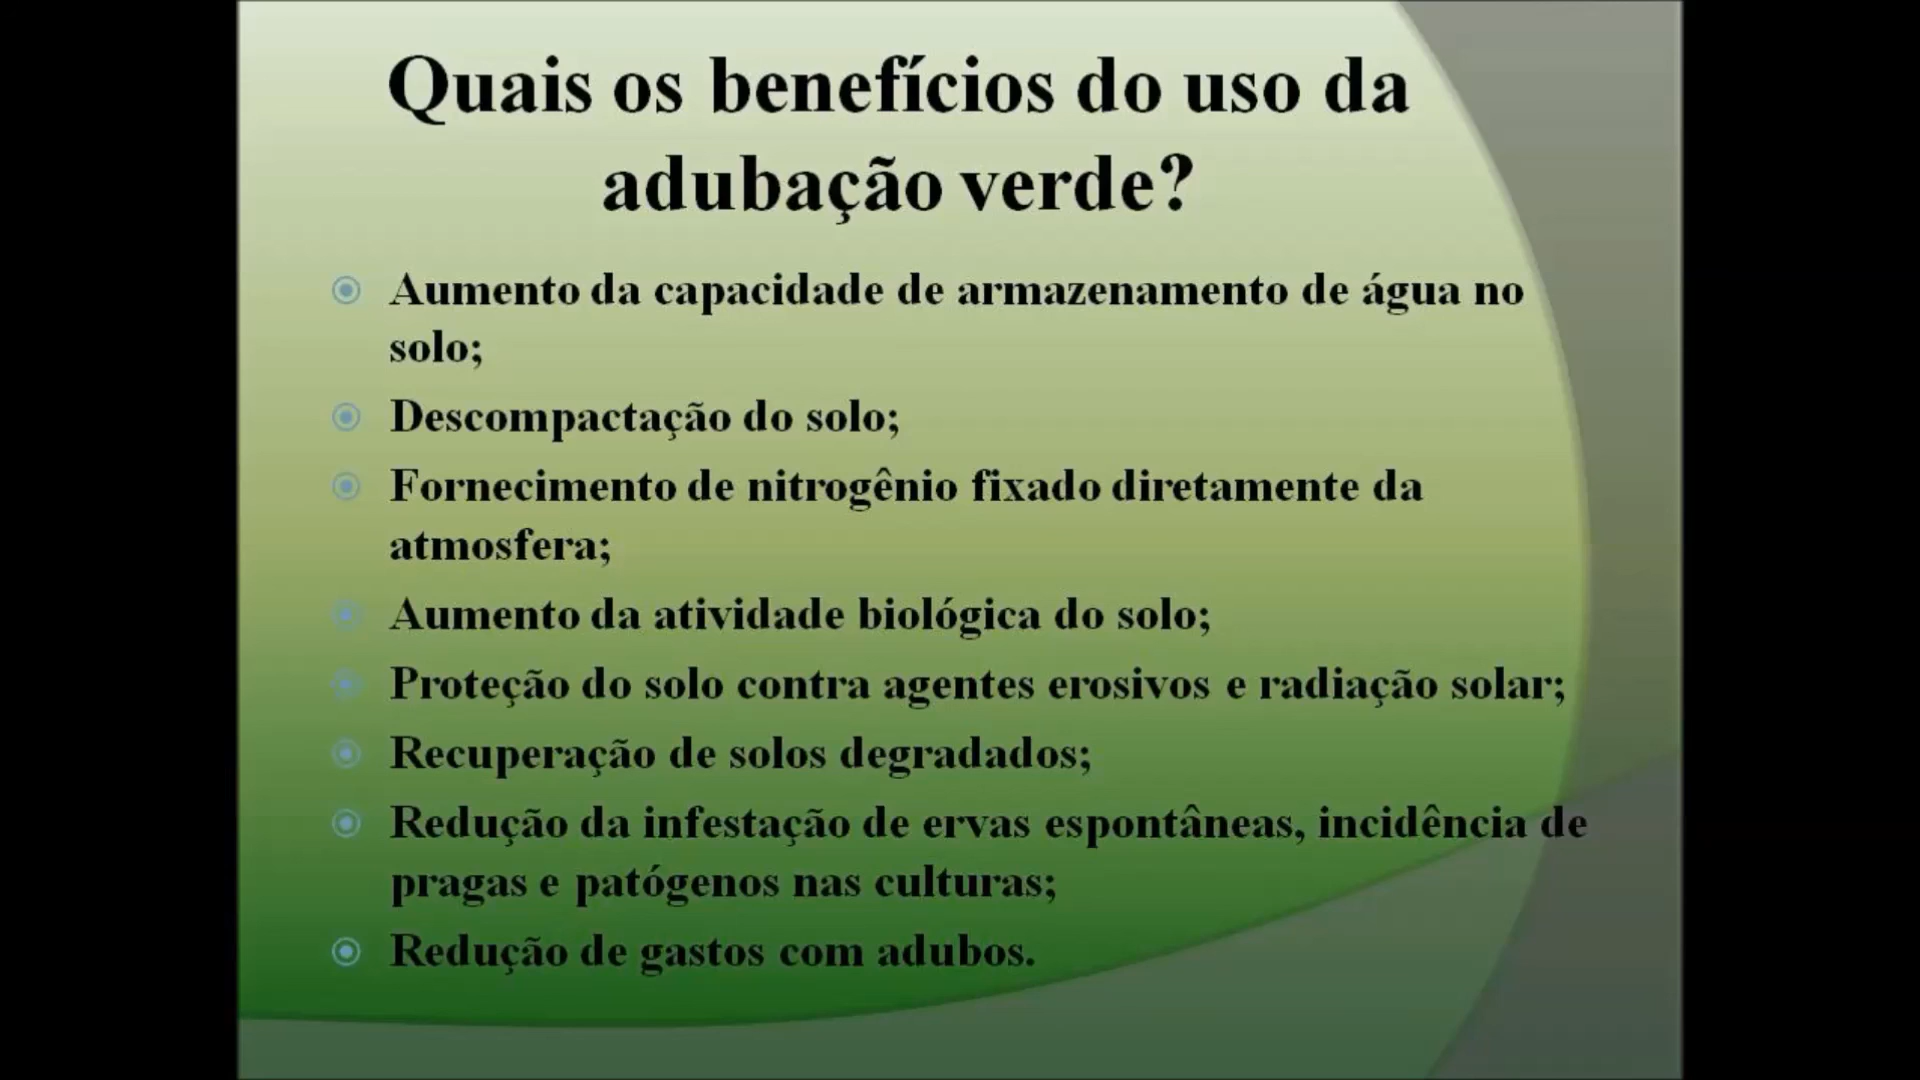 Quais os benefícios do uso da
adubação verde?
Aumento da capacidade de armazenamento de água no
solo;
Descompactação do solo;
Fornecimento de nitrogênio fixado diretamente da
atmosfera;
Aumento da atividade biológica do solo;
Proteção do solo contra agentes erosivos e radiação solar;
Recuperação de solos degradados;
Redução da infestação de ervas espontâneas, incidência de
pragas e patógenos nas culturas;
Redução de gastos com adubos.